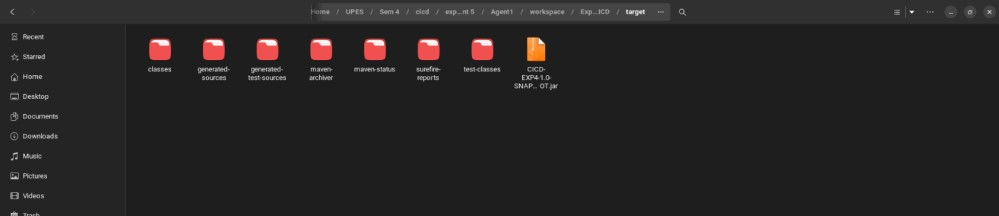 Home / UPES / Sem 4 / cicd / exp...nt 5 / Agent1 / workspace / Exp...ICD / target
Recent
Starred
Home
Desktop
Documents
Downloads
Music
Pictures
Videos
Trash
classes
generated-
sources
generated-
test-sources
maven-
archiver
maven-status
surefire-
reports
test-classes
CICD-
EXP4-1.0-
SNAP... OT.jar